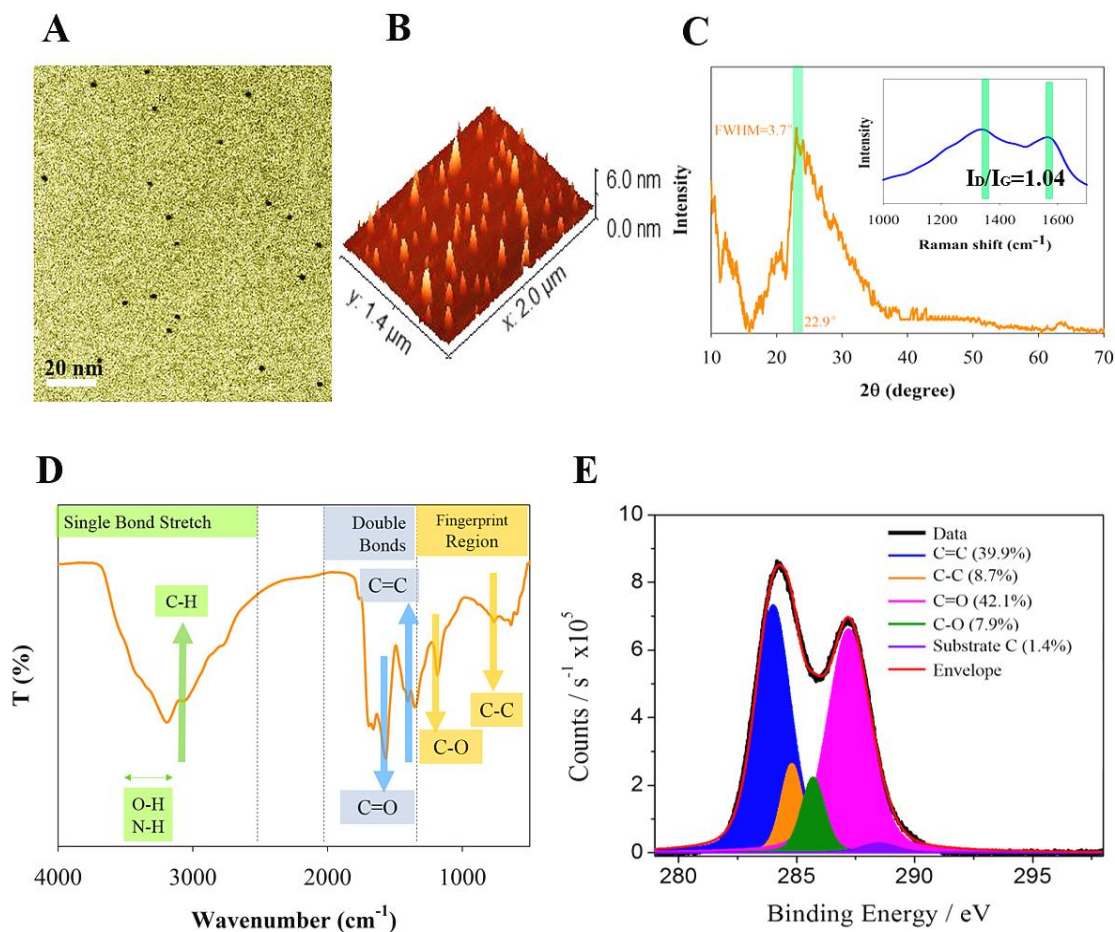 A
20 nm
B
6.0 nm
0.0 nm
x: 2.0 µm
y: 1.4 µm
C
FWHM=3.7°
22.9°
Intensity
10 20 30 40 50 60 70
2θ (degree)
Intensity
I_D/I_G=1.04
1000 1200 1400 1600
Raman shift (cm⁻¹)
D
Single Bond Stretch
Double
Bonds
Fingerprint
Region
C-H
C=C
C-C
C-O
C=O
O-H
N-H
T (%)
4000 3000 2000 1000
Wavenumber (cm⁻¹)
E
10
8
6
4
2
0
Counts / s⁻¹ x10⁵
Data
C=C (39.9%)
C-C (8.7%)
C=O (42.1%)
C-O (7.9%)
Substrate C (1.4%)
Envelope
280 285 290 295
Binding Energy / eV